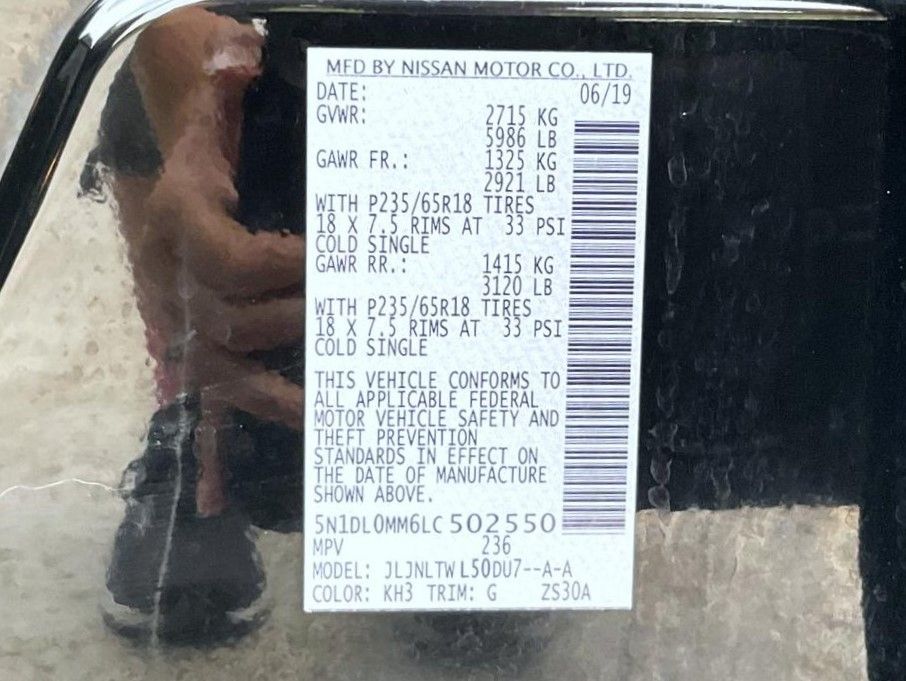 MFD BY NISSAN MOTOR CO., LTD.
DATE: 06/19
GVWR: 2715 KG
5986 LB
GAWR FR.: 1325 KG
2921 LB
WITH P235/65R18 TIRES
18 X 7.5 RIMS AT 33 PSI
COLD SINGLE
GAWR RR.: 1415 KG
3120 LB
WITH P235/65R18 TIRES
18 X 7.5 RIMS AT 33 PSI
COLD SINGLE
THIS VEHICLE CONFORMS TO
ALL APPLICABLE FEDERAL
MOTOR VEHICLE SAFETY AND
THEFT PREVENTION
STANDARDS IN EFFECT ON
THE DATE OF MANUFACTURE
SHOWN ABOVE.
5N1DL0MM6LC502550
MPV 236
MODEL: JLJNLTWL50DU7--A-A
COLOR: KH3 TRIM: G ZS30A